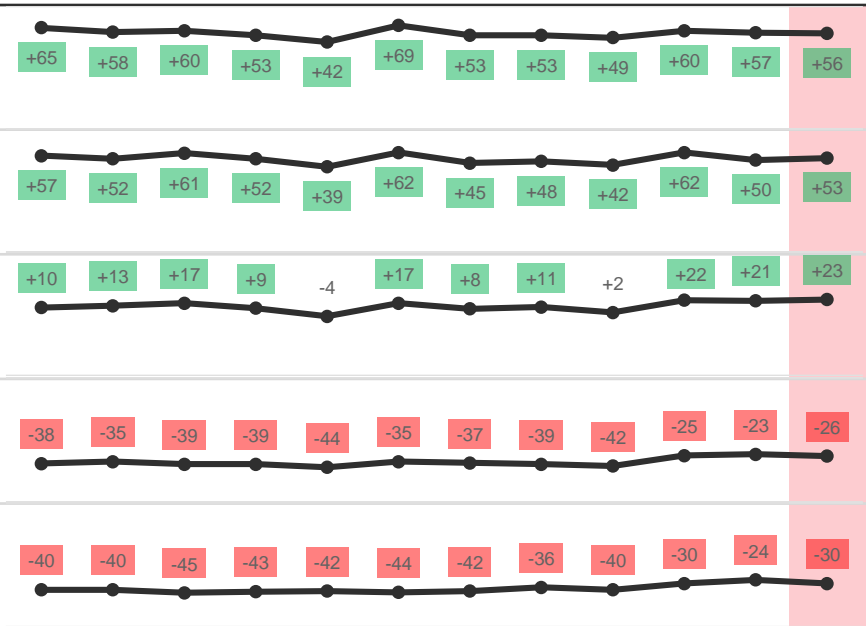 +65 +58 +60 +53 +42 +69 +53 +53 +49 +60 +57 +56
+57 +52 +61 +52 +39 +62 +45 +48 +42 +62 +50 +53
+10 +13 +17 +9 -4 +17 +8 +11 +2 +22 +21 +23
-38 -35 -39 -39 -44 -35 -37 -39 -42 -25 -23 -26
-40 -40 -45 -43 -42 -44 -42 -36 -40 -30 -24 -30